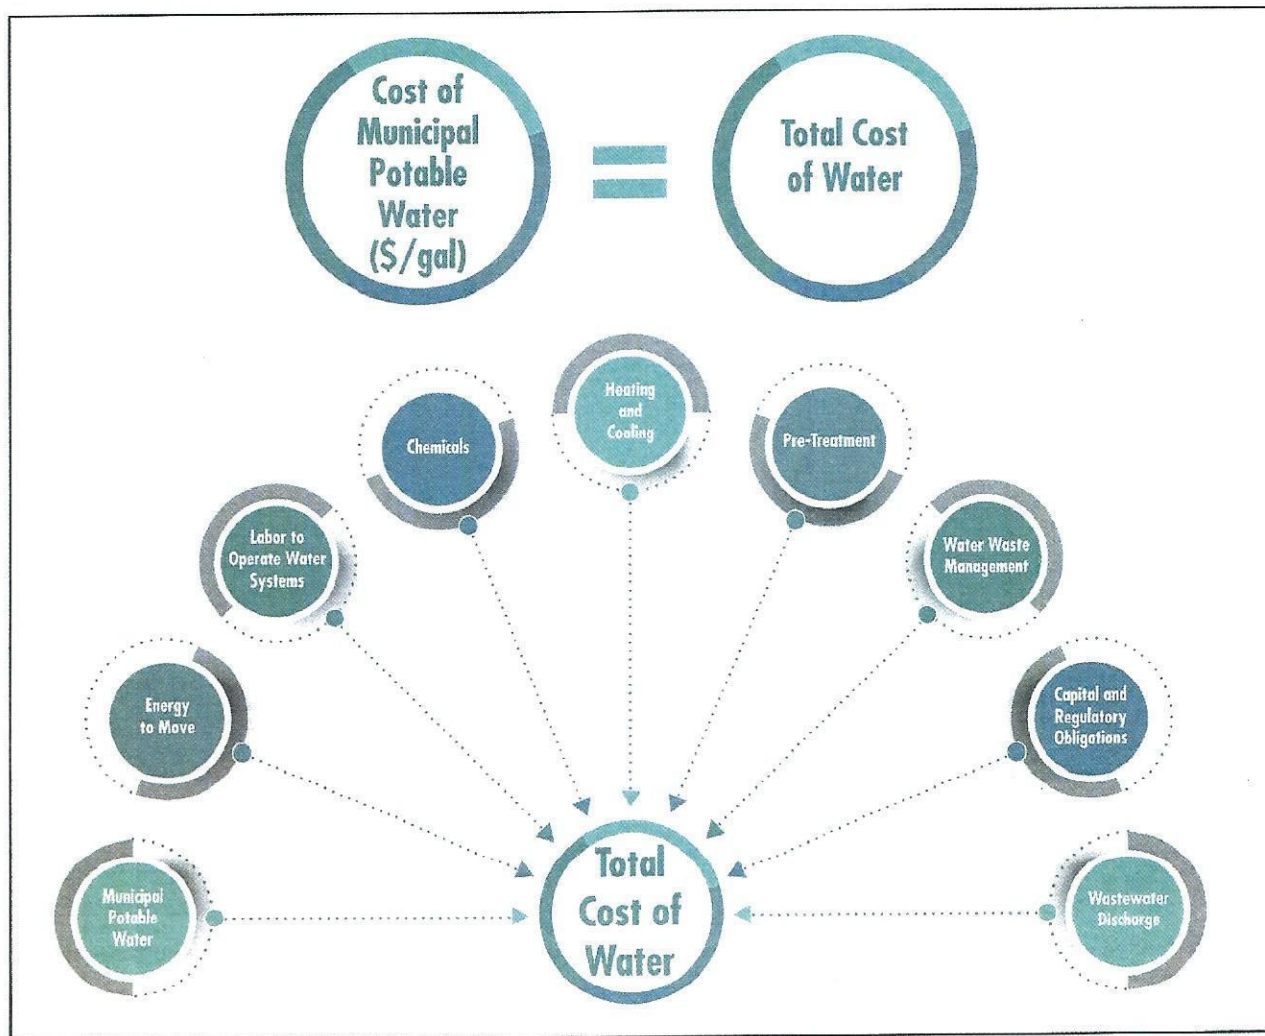 Cost of
Municipal
Potable
Water
($/gal)
=
Total Cost
of Water
Heating
and
Cooling
Chemicals
Pre-Treatment
Labor to
Operate Water
Systems
Water Waste
Management
Energy
to Move
Capital and
Regulatory
Obligations
Municipal
Potable
Water
Total
Cost of
Water
Wastewater
Discharge